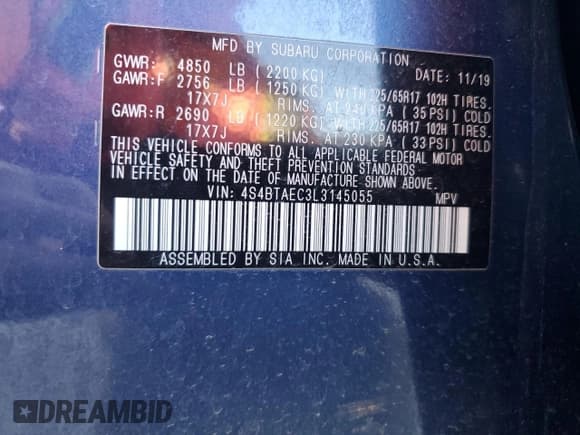 MFD BY SUBARU CORPORATION
GVWR: 4850 LB (2200 KG) DATE: 11/19
GAWR:F 2756 LB (1250 KG) WITH 225/65R17 102H TIRES.
17X7J RIMS. AT 240 KPA (35 PSI) COLD
GAWR:R 2690 LB (1220 KG) WITH 225/65R17 102H TIRES.
17X7J RIMS. AT 230 KPA (33 PSI) COLD
THIS VEHICLE CONFORMS TO ALL APPLICABLE FEDERAL MOTOR
VEHICLE SAFETY AND THEFT PREVENTION STANDARDS
IN EFFECT ON THE DATE OF MANUFACTURE SHOWN ABOVE.
VIN: 4S4BTAEC3L3145055 MPV
ASSEMBLED BY SIA INC. MADE IN U.S.A.
DREAMBID